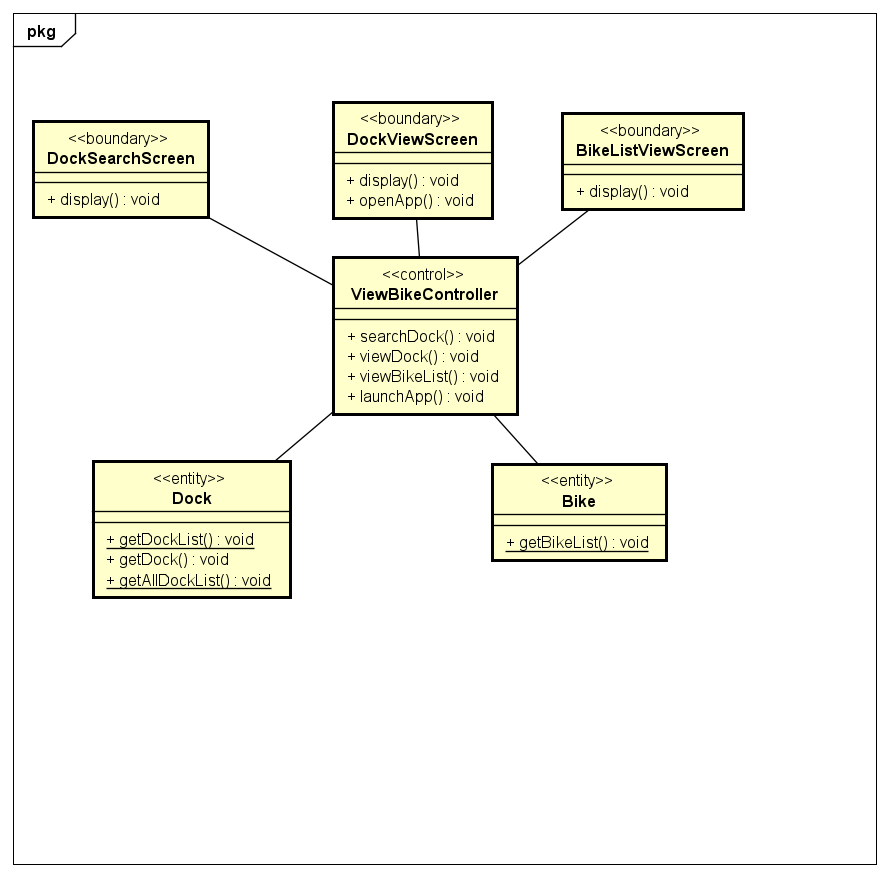 pkg
<<boundary>>
DockSearchScreen
+ display() : void
<<boundary>>
DockViewScreen
+ display() : void
+ openApp() : void
<<boundary>>
BikeListViewScreen
+ display() : void
<<control>>
ViewBikeController
+ searchDock() : void
+ viewDock() : void
+ viewBikeList() : void
+ launchApp() : void
<<entity>>
Dock
+ getDockList() : void
+ getDock() : void
+ getAllDockList() : void
<<entity>>
Bike
+ getBikeList() : void